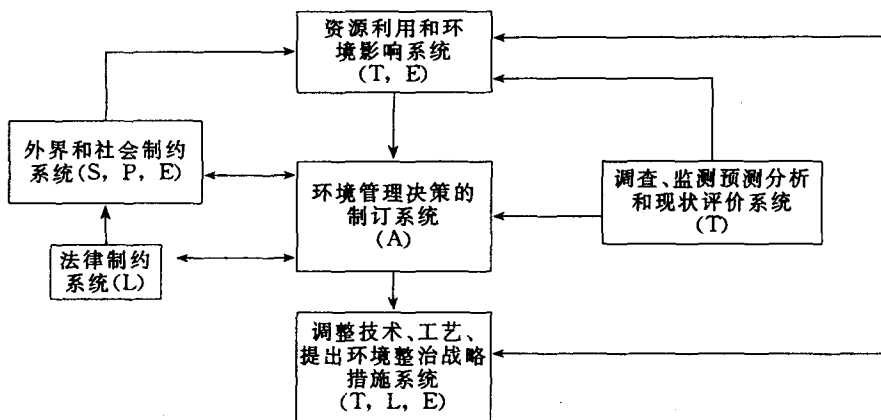 资源利用和环
境影响系统
(T, E)
外界和社会制约
系统(S, P, E)
环境管理决策的
制订系统
(A)
调查、监测预测分析
和现状评价系统
(T)
法律制约
系统(L)
调整技术、工艺、
提出环境整治战略
措施系统
(T, L, E)